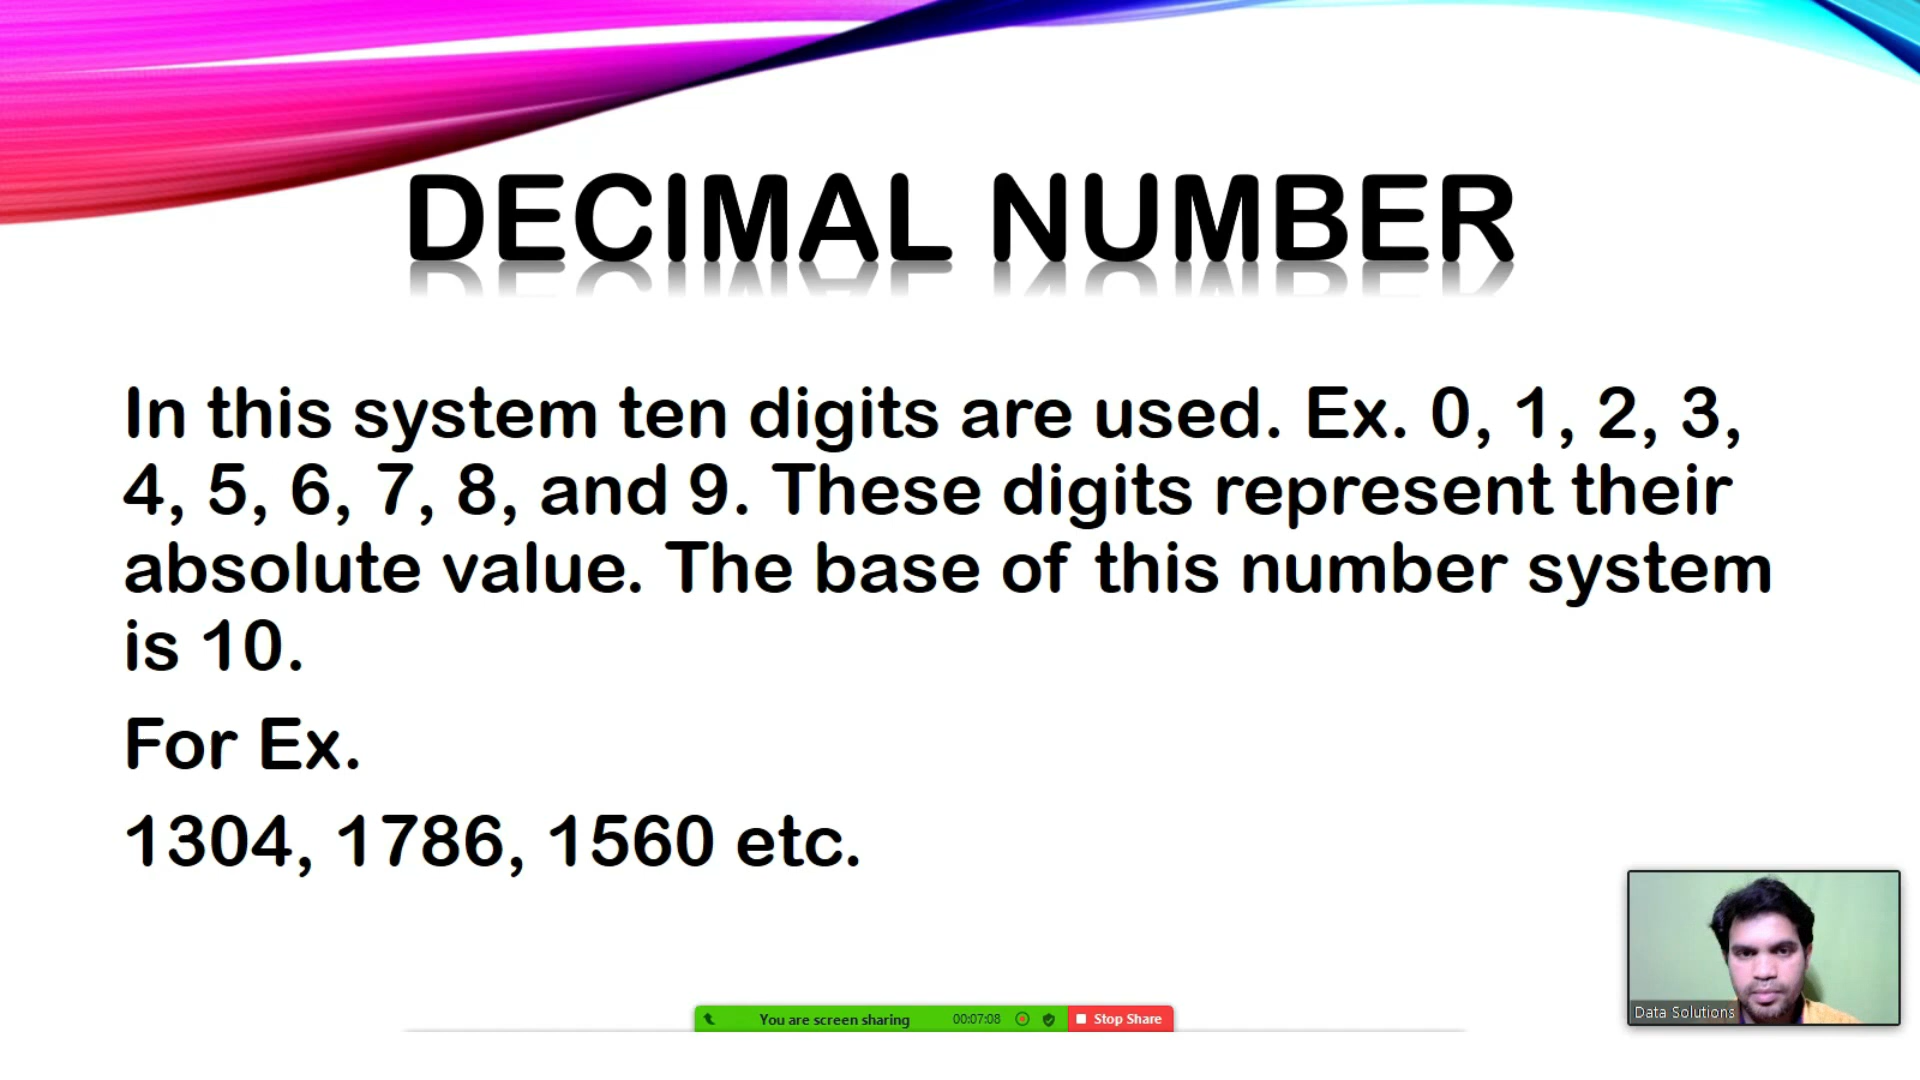 DECIMAL NUMBER
In this system ten digits are used. Ex. 0, 1, 2, 3,
4, 5, 6, 7, 8, and 9. These digits represent their
absolute value. The base of this number system
is 10.
For Ex.
1304, 1786, 1560 etc.
Data Solutions
You are screen sharing 00:07:08 Stop Share